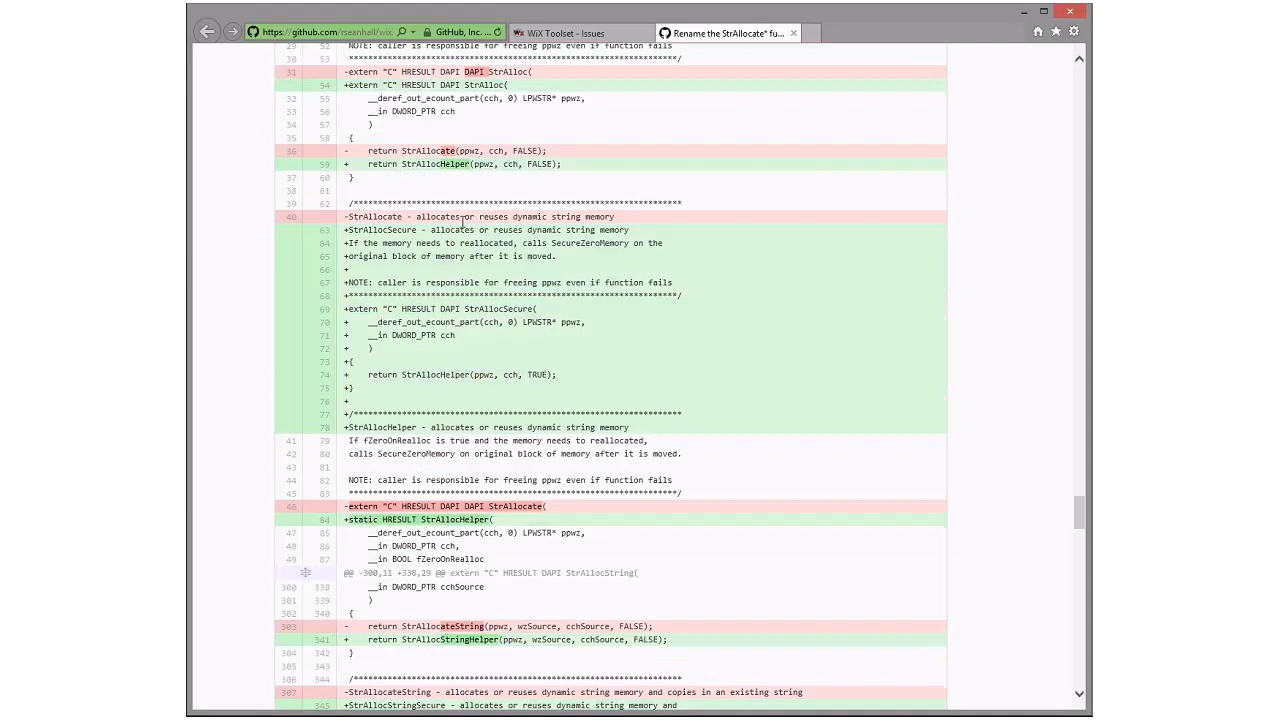 https://github.com/rseanhall/wix GitHub, Inc. ... WiX Toolset - Issues Rename the StrAllocate* fu...
29 52 NOTE: caller is responsible for freeing ppwz even if function fails
30 53 ********************************************************************/
31 -extern "C" HRESULT DAPI DAPI StrAlloc(
54 +extern "C" HRESULT DAPI StrAlloc(
32 55 __deref_out_ecount_part(cch, 0) LPWSTR* ppwz,
33 56 __in DWORD_PTR cch
34 57 )
35 58 {
36 - return StrAllocate(ppwz, cch, FALSE);
59 + return StrAllocHelper(ppwz, cch, FALSE);
37 60 }
38 61
39 62 /********************************************************************
40 -StrAllocate - allocates or reuses dynamic string memory
63 +StrAllocSecure - allocates or reuses dynamic string memory
64 +If the memory needs to reallocated, calls SecureZeroMemory on the
65 +original block of memory after it is moved.
66 +
67 +NOTE: caller is responsible for freeing ppwz even if function fails
68 +********************************************************************/
69 +extern "C" HRESULT DAPI StrAllocSecure(
70 + __deref_out_ecount_part(cch, 0) LPWSTR* ppwz,
71 + __in DWORD_PTR cch
72 + )
73 +{
74 + return StrAllocHelper(ppwz, cch, TRUE);
75 +}
76 +
77 +/********************************************************************
78 +StrAllocHelper - allocates or reuses dynamic string memory
41 79 If fZeroOnRealloc is true and the memory needs to reallocated,
42 80 calls SecureZeroMemory on original block of memory after it is moved.
43 81
44 82 NOTE: caller is responsible for freeing ppwz even if function fails
45 83 ********************************************************************/
46 -extern "C" HRESULT DAPI DAPI StrAllocate(
84 +static HRESULT StrAllocHelper(
47 85 __deref_out_ecount_part(cch, 0) LPWSTR* ppwz,
48 86 __in DWORD_PTR cch,
49 87 __in BOOL fZeroOnRealloc
@@ -300,11 +338,29 @@ extern "C" HRESULT DAPI StrAllocString(
300 338 __in DWORD_PTR cchSource
301 339 )
302 340 {
303 - return StrAllocateString(ppwz, wzSource, cchSource, FALSE);
341 + return StrAllocStringHelper(ppwz, wzSource, cchSource, FALSE);
304 342 }
305 343
306 344 /********************************************************************
307 -StrAllocateString - allocates or reuses dynamic string memory and copies in an existing string
345 +StrAllocStringSecure - allocates or reuses dynamic string memory and